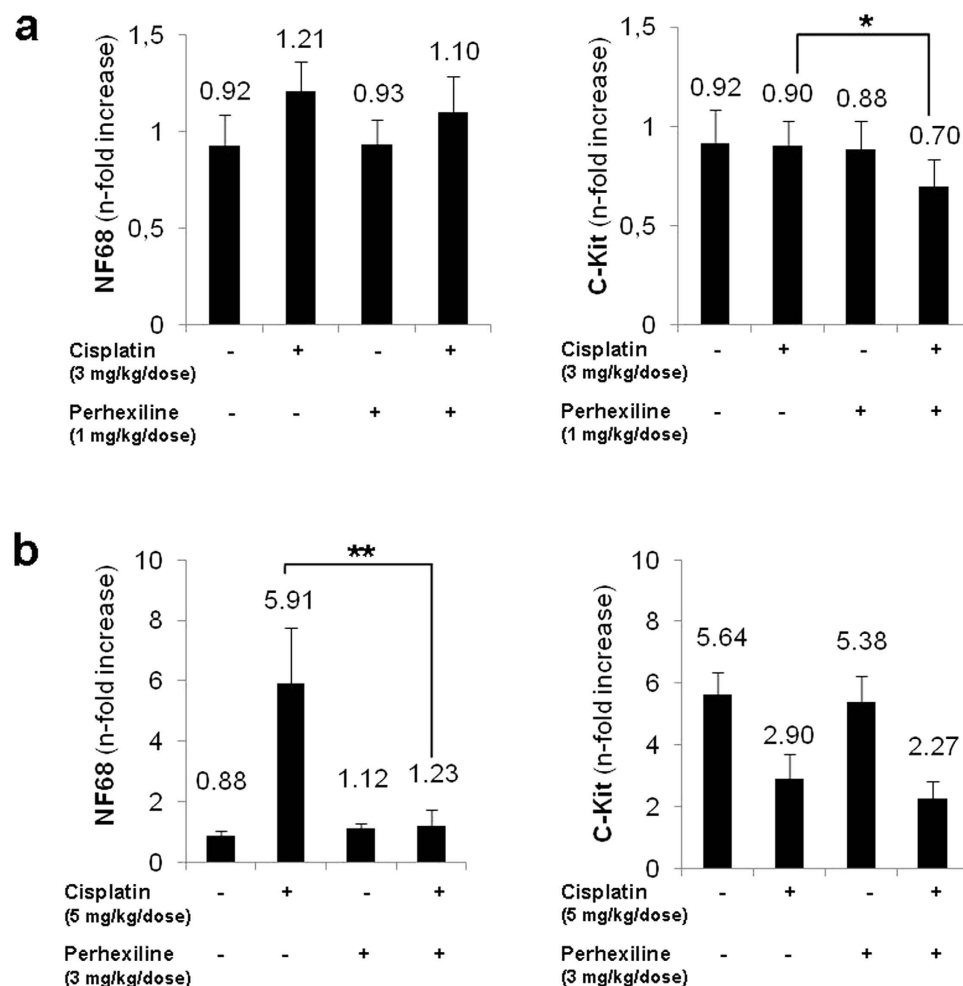 a
NF68 (n-fold increase)
1,5
1
0,5
0
0.92
1.21
0.93
1.10
Cisplatin - + - +
(3 mg/kg/dose)
Perhexiline - - + +
(1 mg/kg/dose)
C-Kit (n-fold increase)
1,5
1
0,5
0
*
0.92
0.90
0.88
0.70
Cisplatin - + - +
(3 mg/kg/dose)
Perhexiline - - + +
(1 mg/kg/dose)
b
NF68 (n-fold increase)
10
8
6
4
2
0
**
0.88
5.91
1.12
1.23
Cisplatin - + - +
(5 mg/kg/dose)
Perhexiline - - + +
(3 mg/kg/dose)
C-Kit (n-fold increase)
10
8
6
4
2
0
5.64
2.90
5.38
2.27
Cisplatin - + - +
(5 mg/kg/dose)
Perhexiline - - + +
(3 mg/kg/dose)